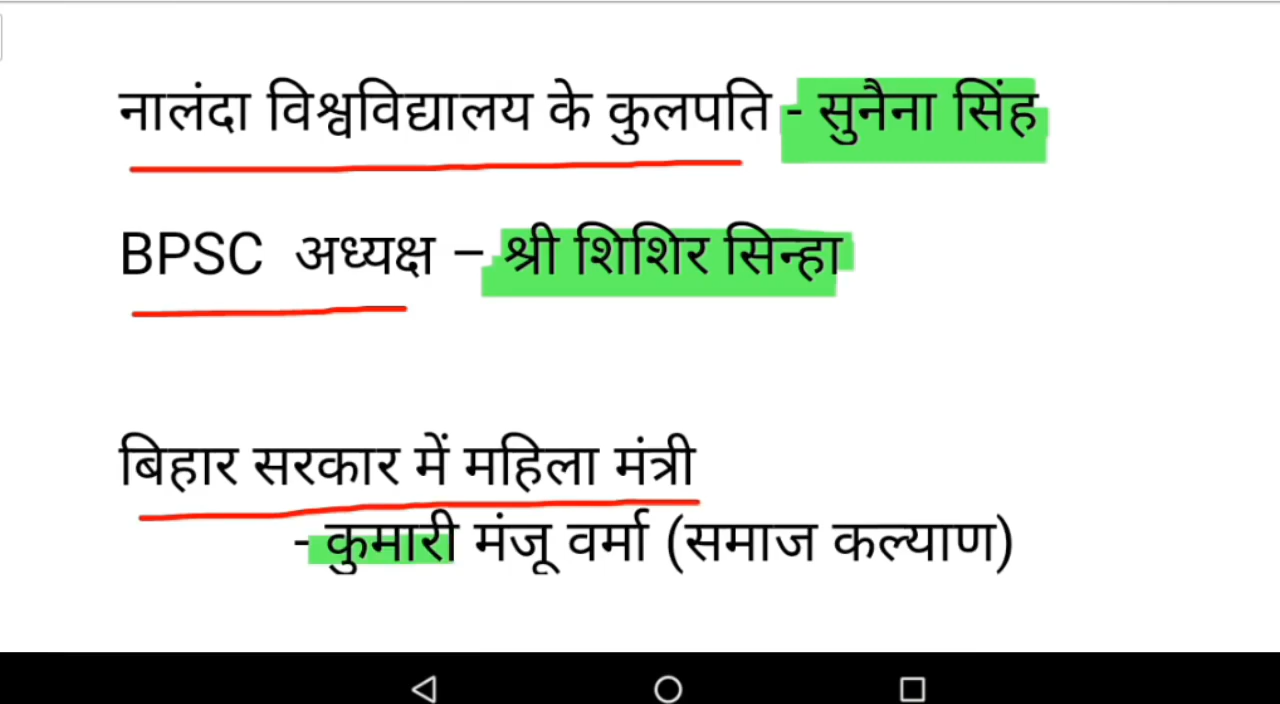 नालंदा विश्वविद्यालय के कुलपति - सुनैना सिंह
BPSC अध्यक्ष – श्री शिशिर सिन्हा
बिहार सरकार में महिला मंत्री
- कुमारी मंजू वर्मा (समाज कल्याण)